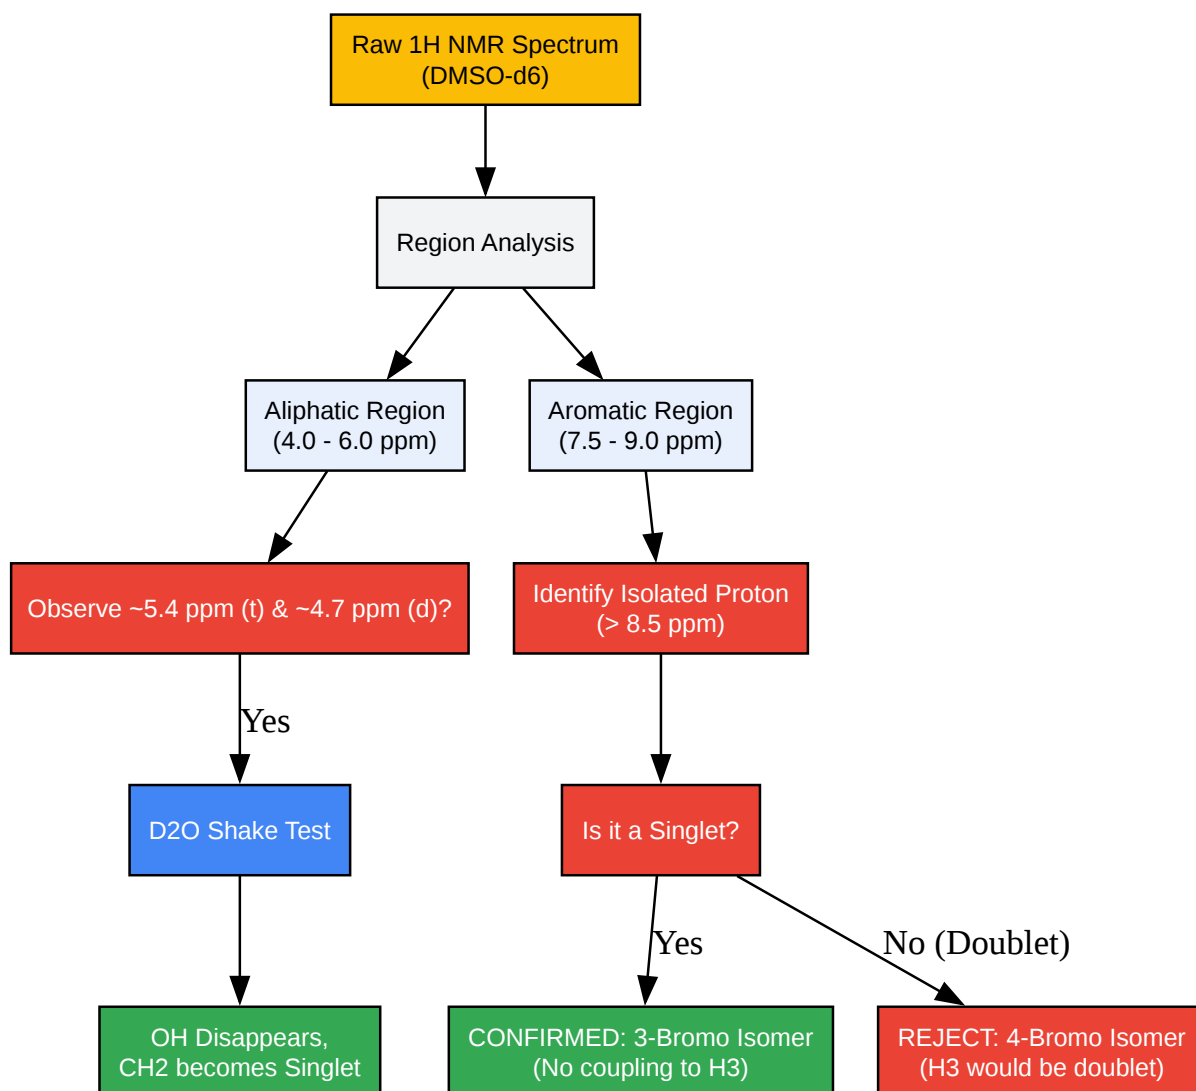 Raw 1H NMR Spectrum
(DMSO-d6)
Region Analysis
Aliphatic Region
(4.0 - 6.0 ppm)
Aromatic Region
(7.5 - 9.0 ppm)
Observe ~5.4 ppm (t) & ~4.7 ppm (d)?
Identify Isolated Proton
(> 8.5 ppm)
Yes
D2O Shake Test
Is it a Singlet?
Yes
No (Doublet)
OH Disappears,
CH2 becomes Singlet
CONFIRMED: 3-Bromo Isomer
(No coupling to H3)
REJECT: 4-Bromo Isomer
(H3 would be doublet)